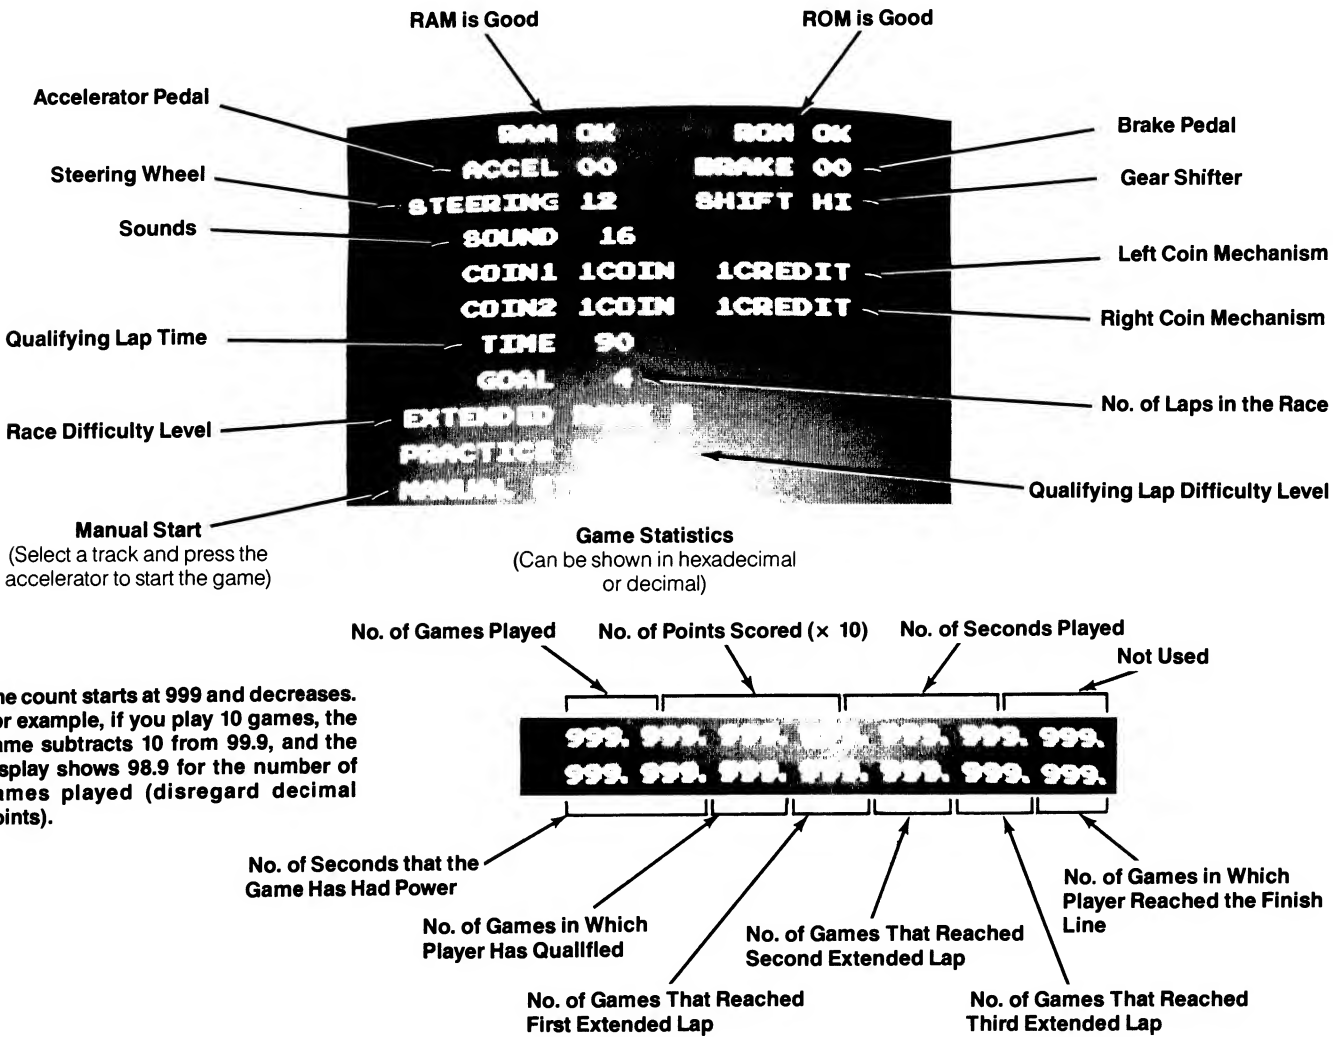 RAM is Good
ROM is Good
Accelerator Pedal
Brake Pedal
Steering Wheel
Gear Shifter
Sounds
Left Coin Mechanism
Right Coin Mechanism
Qualifying Lap Time
No. of Laps in the Race
Race Difficulty Level
Qualifying Lap Difficulty Level
RAM OK ROM OK
ACCEL 00 BRAKE 00
STEERING 12 SHIFT HI
SOUND 16
COIN1 1COIN 1CREDIT
COIN2 1COIN 1CREDIT
TIME 90
GOAL 4
EXTENDED RANK
PRACTICE
MANUAL
Manual Start
(Select a track and press the
accelerator to start the game)
Game Statistics
(Can be shown in hexadecimal
or decimal)
No. of Games Played
No. of Points Scored (× 10)
No. of Seconds Played
Not Used
ne count starts at 999 and decreases.
or example, if you play 10 games, the
ame subtracts 10 from 99.9, and the
isplay shows 98.9 for the number of
ames played (disregard decimal
oints).
999. 999. 999. 999. 999. 999. 999.
999. 999. 999. 999. 999. 999. 999.
No. of Seconds that the
Game Has Had Power
No. of Games in Which
Player Has Qualified
No. of Games That Reached
First Extended Lap
No. of Games That Reached
Second Extended Lap
No. of Games That Reached
Third Extended Lap
No. of Games in Which
Player Reached the Finish
Line